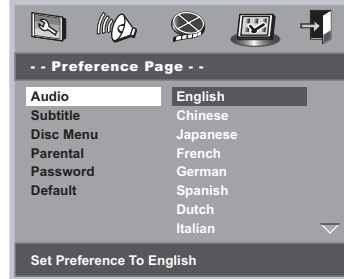 - - Preference Page - -
Audio English
Subtitle Chinese
Disc Menu Japanese
Parental French
Password German
Default Spanish
Dutch
Italian
Set Preference To English